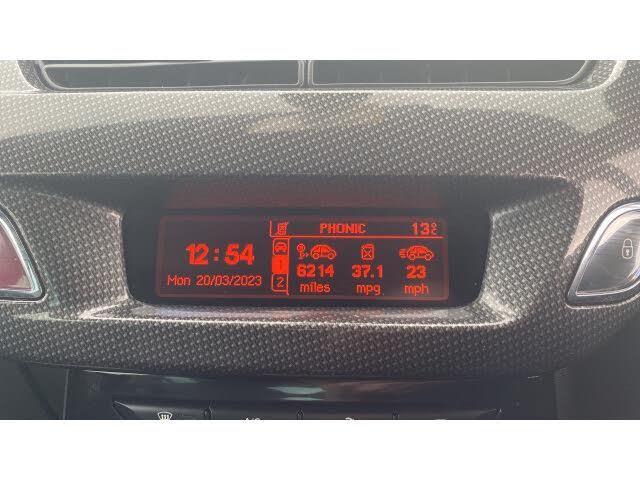 PHONIC 13°C
12:54
Mon 20/03/2023
1
2
6214 37.1 23
miles mpg mph